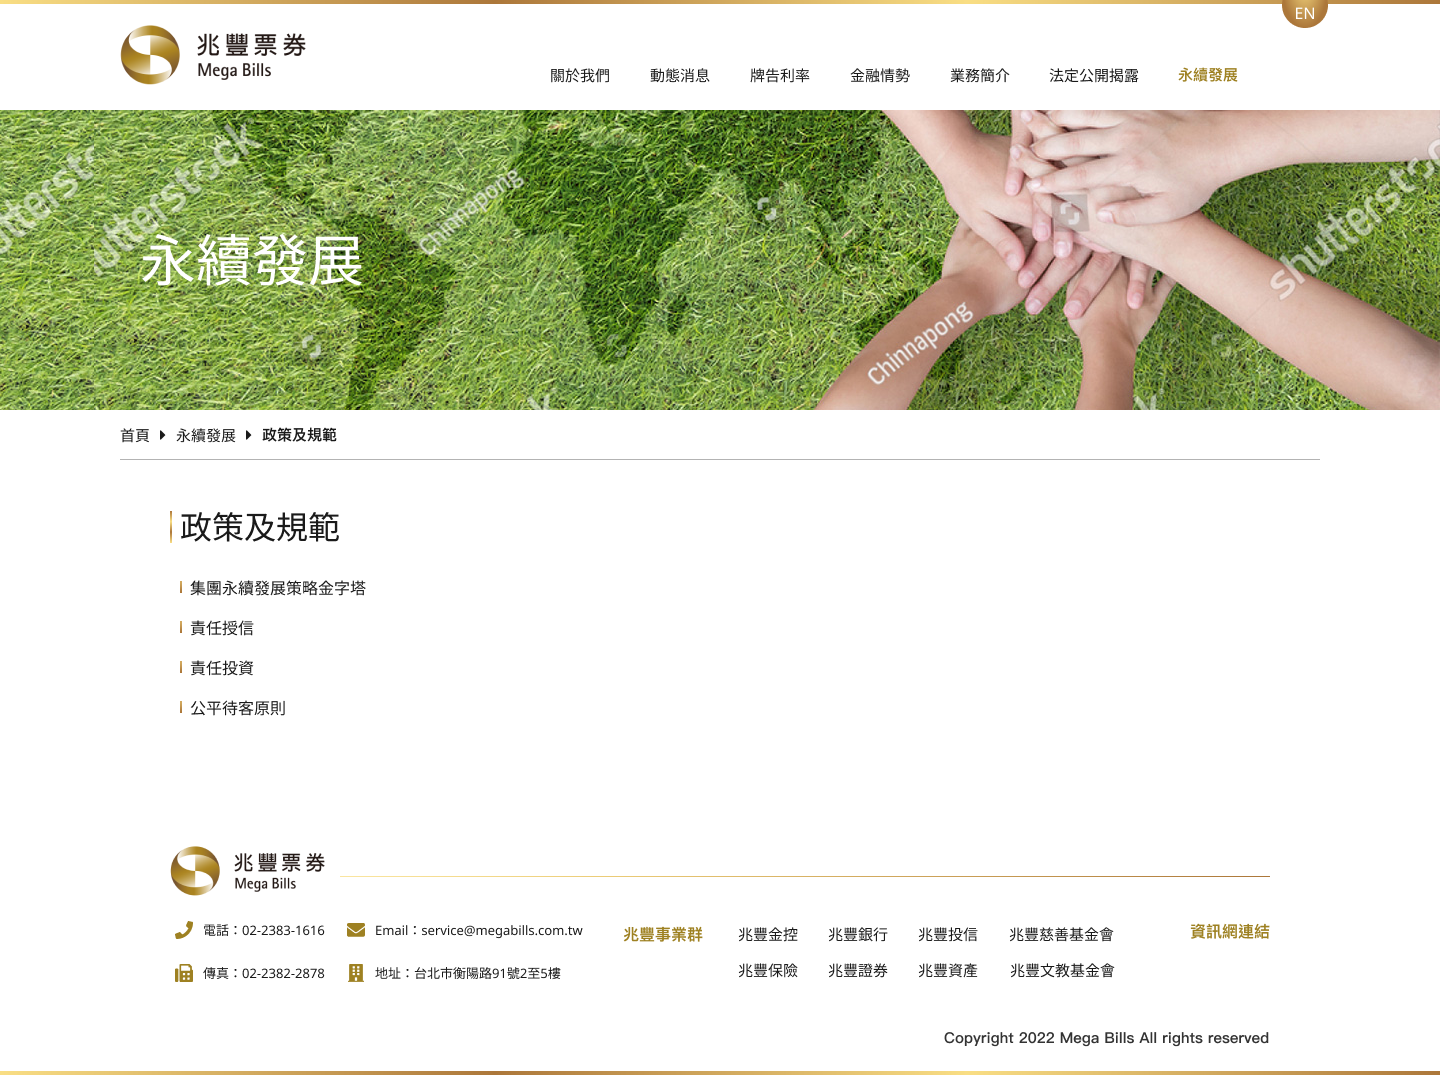 EN
兆豐票券
Mega Bills
關於我們 動態消息 牌告利率 金融情勢 業務簡介 法定公開揭露 永續發展
shutterstock
Chinnapong
永續發展
shutterstock
Chinnapong
首頁 永續發展 政策及規範
政策及規範
集團永續發展策略金字塔
責任授信
責任投資
公平待客原則
兆豐票券
Mega Bills
電話：02-2383-1616 Email：service@megabills.com.tw 兆豐事業群 兆豐金控 兆豐銀行 兆豐投信 兆豐慈善基金會 資訊網連結
傳真：02-2382-2878 地址：台北市衡陽路91號2至5樓 兆豐保險 兆豐證券 兆豐資產 兆豐文教基金會
Copyright 2022 Mega Bills All rights reserved